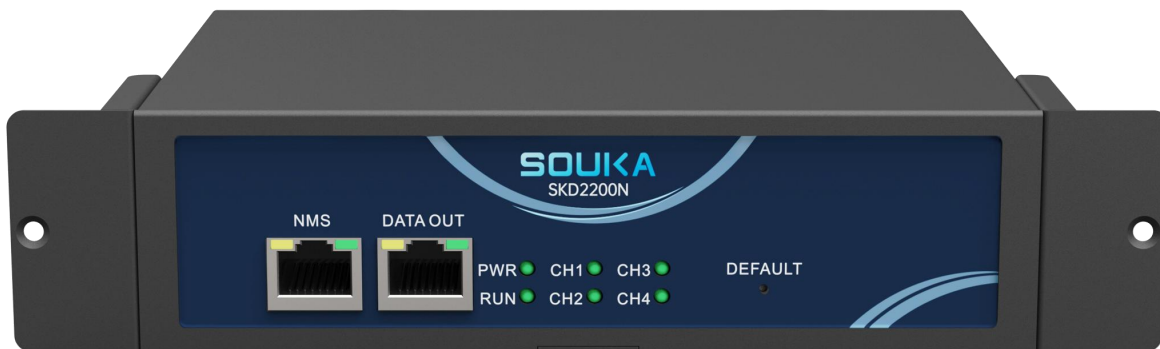 SOUKA
SKD2200N
NMS
DATA OUT
PWR CH1 CH3
RUN CH2 CH4
DEFAULT